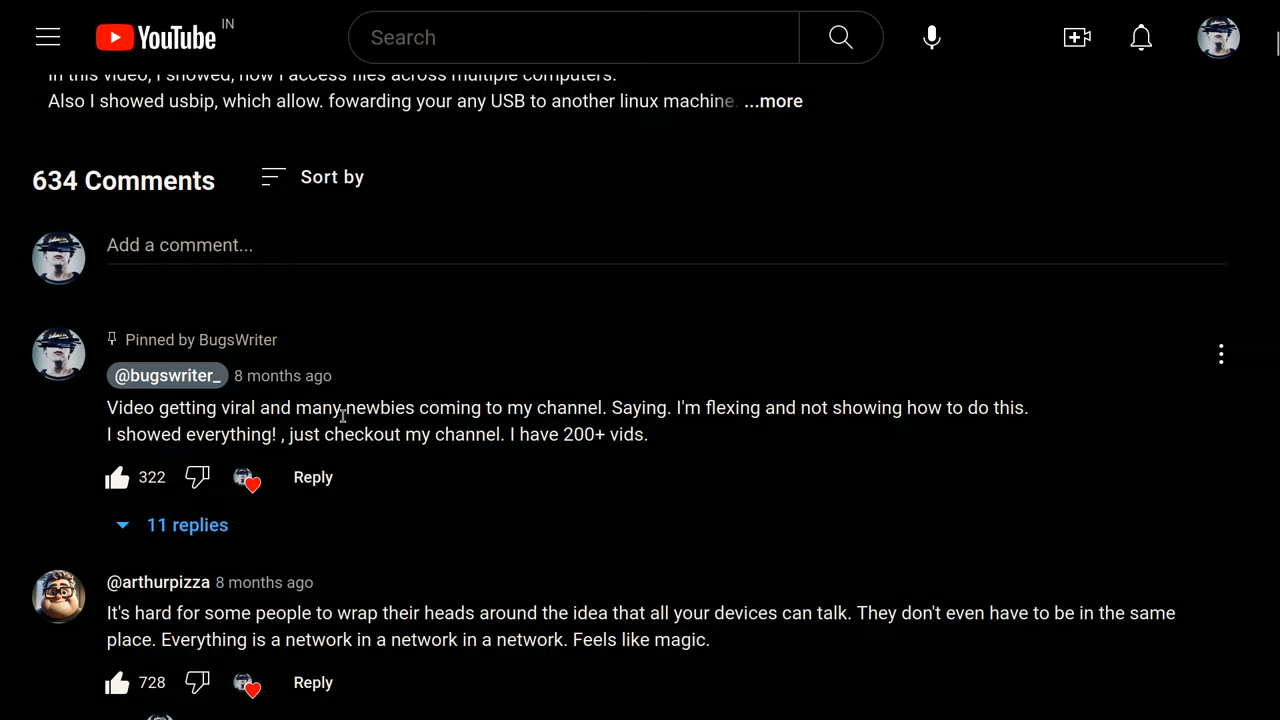 YouTube IN
Search
In this video, I showed, how I access files across multiple computers.
Also I showed usbip, which allow. fowarding your any USB to another linux machine. ...more
634 Comments
Sort by
Add a comment...
Pinned by BugsWriter
@bugswriter_ 8 months ago
Video getting viral and many newbies coming to my channel. Saying. I'm flexing and not showing how to do this.
I showed everything! , just checkout my channel. I have 200+ vids.
322
Reply
11 replies
@arthurpizza 8 months ago
It's hard for some people to wrap their heads around the idea that all your devices can talk. They don't even have to be in the same
place. Everything is a network in a network in a network. Feels like magic.
728
Reply